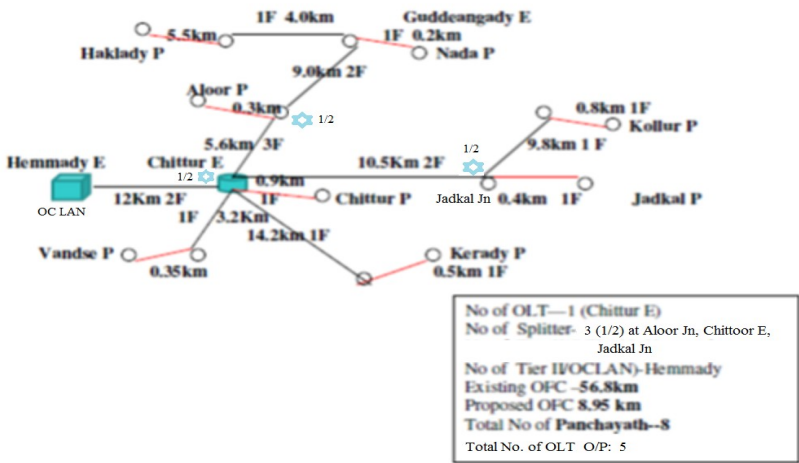 1F 4.0km
Guddeangady E
5.5km
1F 0.2km
Haklady P
Nada P
9.0km 2F
Aloor P
0.3km
1/2
0.8km 1F
Kollur P
5.6km 3F
1/2
9.8km 1 F
Hemmady E
Chittur E
10.5Km 2F
1/2
0.9km
12Km 2F
1F
Chittur P
Jadkal Jn
0.4km 1F
Jadkal P
OC LAN
1F
3.2Km
14.2km 1F
Vandse P
Kerady P
0.35km
0.5km 1F
No of OLT—1 (Chittur E)
No of Splitter- 3 (1/2) at Aloor Jn, Chittoor E,
Jadkal Jn
No of Tier II/OCLAN)-Hemmady
Existing OFC –56.8km
Proposed OFC 8.95 km
Total No of Panchayath--8
Total No. of OLT O/P: 5